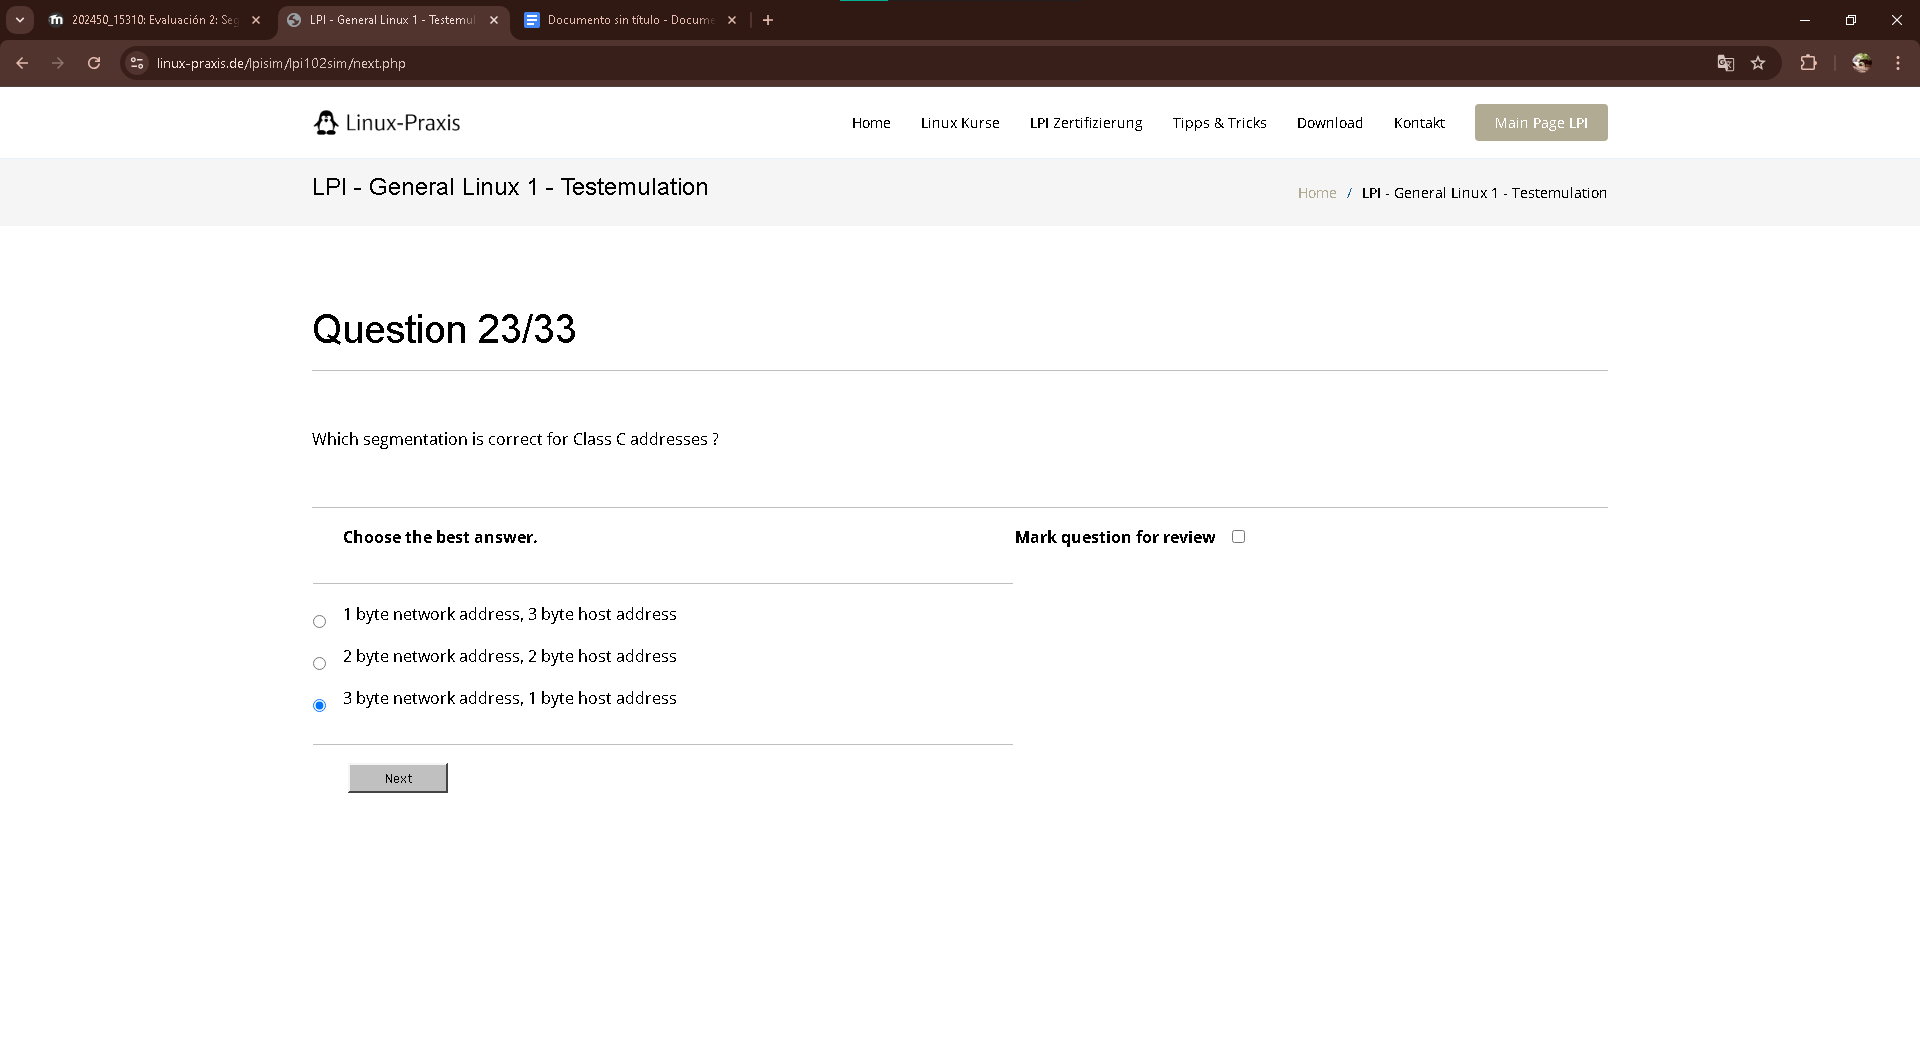 202450_15310: Evaluación 2: Seg
LPI - General Linux 1 - Testemul
Documento sin título - Docume
linux-praxis.de/lpisim/lpi102sim/next.php
Linux-Praxis
Home
Linux Kurse
LPI Zertifizierung
Tipps & Tricks
Download
Kontakt
Main Page LPI
LPI - General Linux 1 - Testemulation
Home / LPI - General Linux 1 - Testemulation
Question 23/33
Which segmentation is correct for Class C addresses ?
Choose the best answer.
Mark question for review
1 byte network address, 3 byte host address
2 byte network address, 2 byte host address
3 byte network address, 1 byte host address
Next